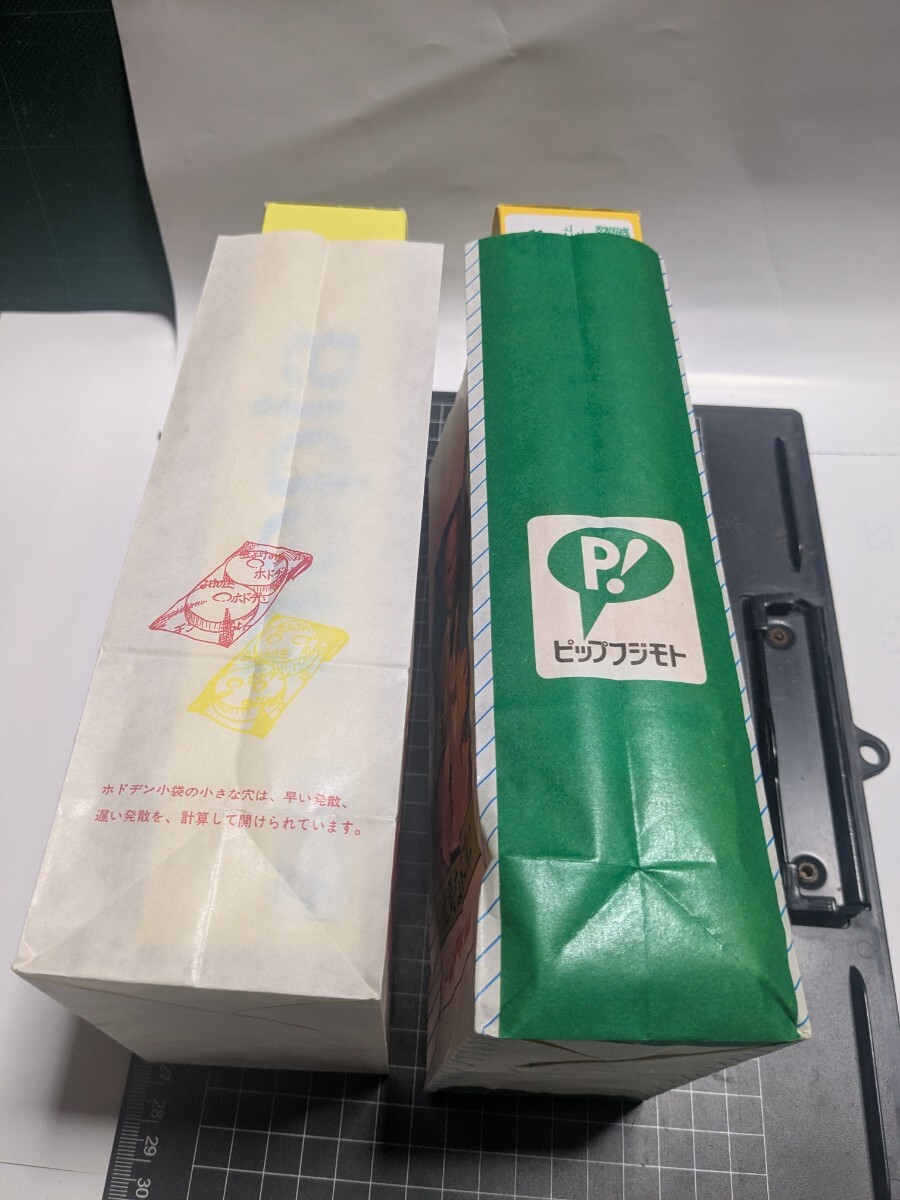 ホドヂン
ホドヂン
ホドヂン小袋の小さな穴は、早い発散、
遅い発散を、計算して開けられています。
P!
ピップフジモト
27
28
29
30